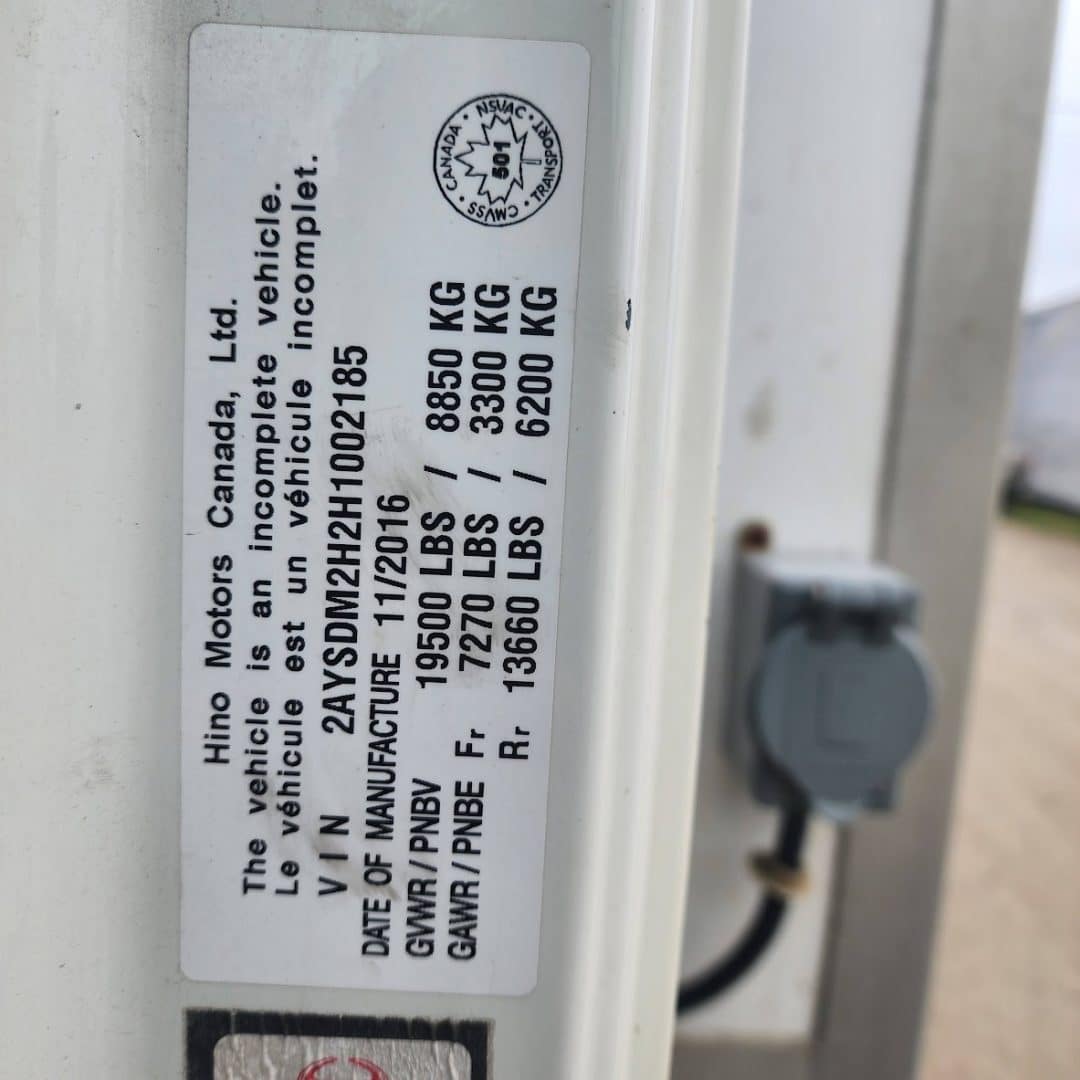 Hino Motors Canada, Ltd.
The vehicle is an incomplete vehicle.
Le véhicule est un véhicule incomplet.
VIN 2AYSDM2H2H1002185
DATE OF MANUFACTURE 11/2016
GVWR/PNBV 19500 LBS / 8850 KG
GAWR/PNBE Fr 7270 LBS / 3300 KG
Rr 13660 LBS / 6200 KG
CANADA · NSVAC · TRANSPORT · CMVSS ·
501